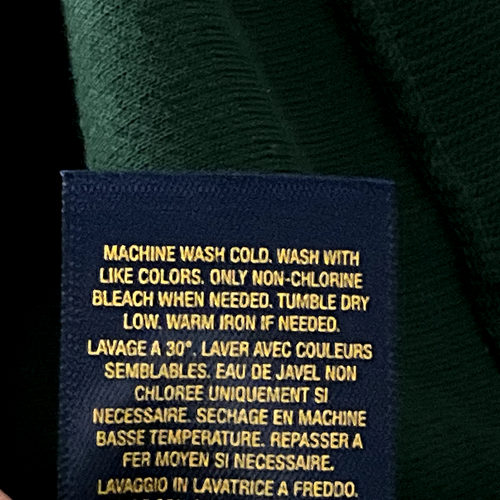 MACHINE WASH COLD. WASH WITH
LIKE COLORS. ONLY NON-CHLORINE
BLEACH WHEN NEEDED. TUMBLE DRY
LOW. WARM IRON IF NEEDED.
LAVAGE A 30°. LAVER AVEC COULEURS
SEMBLABLES. EAU DE JAVEL NON
CHLOREE UNIQUEMENT SI
NECESSAIRE. SECHAGE EN MACHINE
BASSE TEMPERATURE. REPASSER A
FER MOYEN SI NECESSAIRE.
LAVAGGIO IN LAVATRICE A FREDDO.